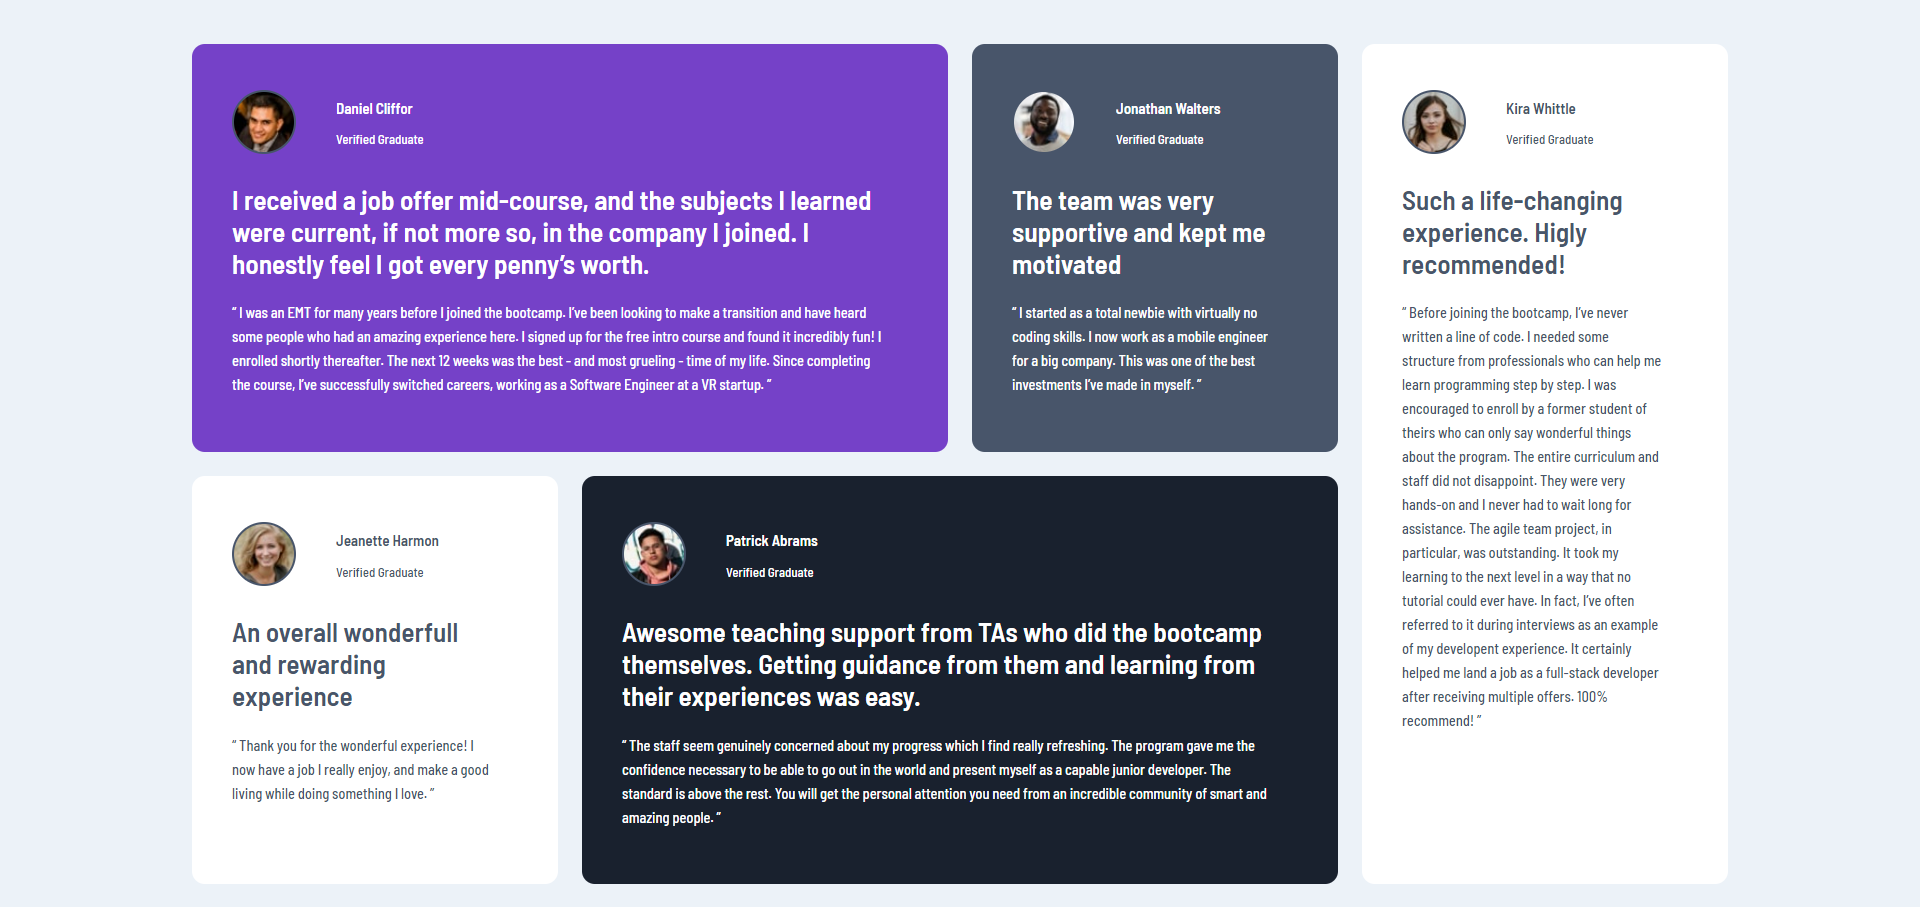 Daniel Cliffor
Verified Graduate
I received a job offer mid-course, and the subjects I learned
were current, if not more so, in the company I joined. I
honestly feel I got every penny’s worth.
“ I was an EMT for many years before I joined the bootcamp. I’ve been looking to make a transition and have heard
some people who had an amazing experience here. I signed up for the free intro course and found it incredibly fun! I
enrolled shortly thereafter. The next 12 weeks was the best - and most grueling - time of my life. Since completing
the course, I’ve successfully switched careers, working as a Software Engineer at a VR startup. ”
Jonathan Walters
Verified Graduate
The team was very
supportive and kept me
motivated
“ I started as a total newbie with virtually no
coding skills. I now work as a mobile engineer
for a big company. This was one of the best
investments I’ve made in myself. ”
Kira Whittle
Verified Graduate
Such a life-changing
experience. Higly
recommended!
“ Before joining the bootcamp, I’ve never
written a line of code. I needed some
structure from professionals who can help me
learn programming step by step. I was
encouraged to enroll by a former student of
theirs who can only say wonderful things
about the program. The entire curriculum and
staff did not disappoint. They were very
hands-on and I never had to wait long for
assistance. The agile team project, in
particular, was outstanding. It took my
learning to the next level in a way that no
tutorial could ever have. In fact, I’ve often
referred to it during interviews as an example
of my developent experience. It certainly
helped me land a job as a full-stack developer
after receiving multiple offers. 100%
recommend! ”
Jeanette Harmon
Verified Graduate
An overall wonderfull
and rewarding
experience
“ Thank you for the wonderful experience! I
now have a job I really enjoy, and make a good
living while doing something I love. ”
Patrick Abrams
Verified Graduate
Awesome teaching support from TAs who did the bootcamp
themselves. Getting guidance from them and learning from
their experiences was easy.
“ The staff seem genuinely concerned about my progress which I find really refreshing. The program gave me the
confidence necessary to be able to go out in the world and present myself as a capable junior developer. The
standard is above the rest. You will get the personal attention you need from an incredible community of smart and
amazing people. ”